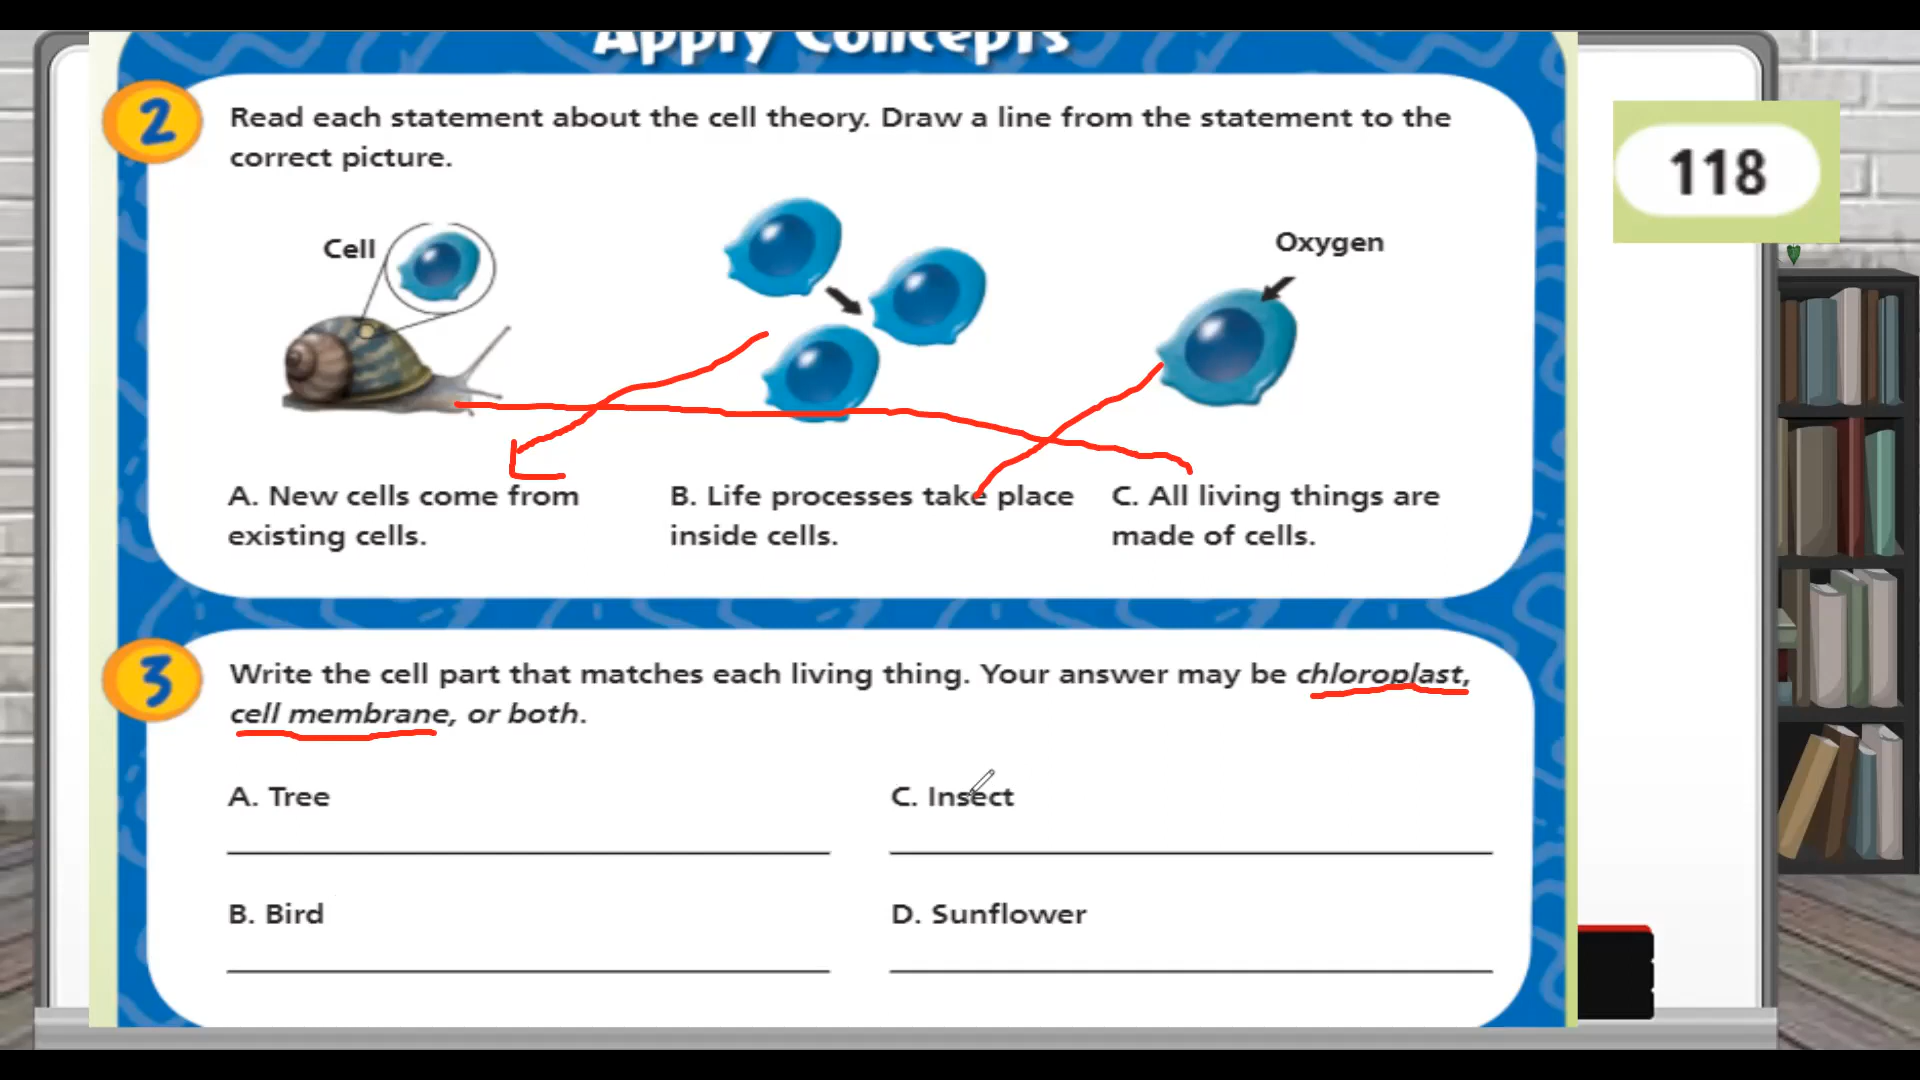 Apply Concepts
2
Read each statement about the cell theory. Draw a line from the statement to the
correct picture.
118
Cell
Oxygen
A. New cells come from
existing cells.
B. Life processes take place
inside cells.
C. All living things are
made of cells.
3
Write the cell part that matches each living thing. Your answer may be chloroplast,
cell membrane, or both.
A. Tree
C. Insect
B. Bird
D. Sunflower